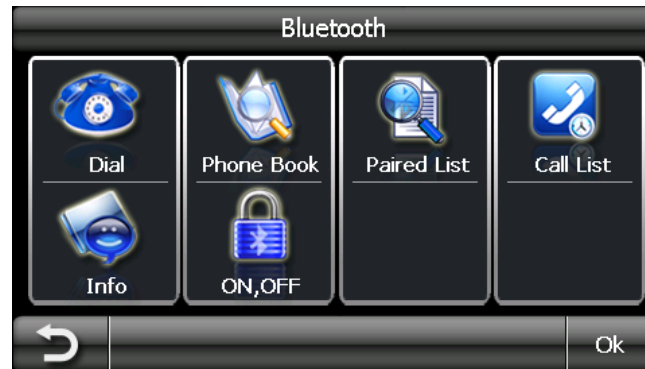 Bluetooth
Dial
Phone Book
Paired List
Call List
Info
ON,OFF
Ok